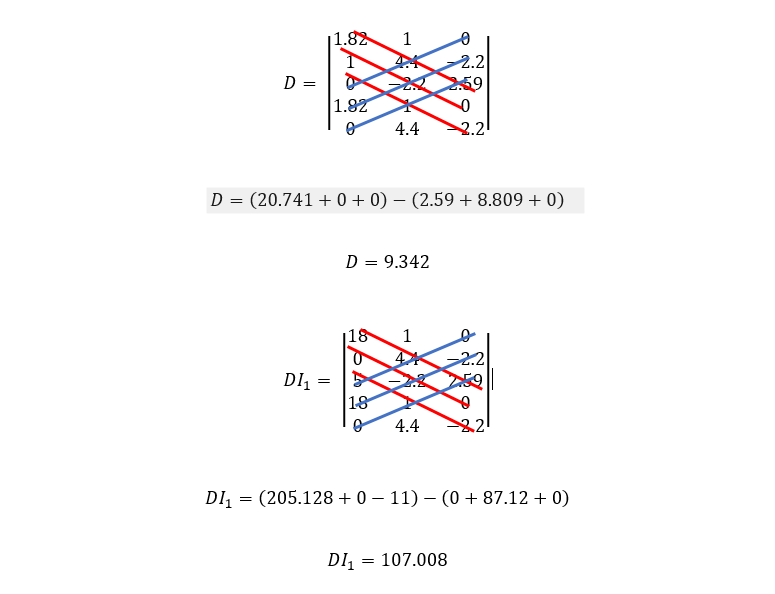 1.82 1 0
1 4.4 −2.2
D = 0 −2.2 2.59
1.82 1 0
0 4.4 −2.2
D = (20.741 + 0 + 0) − (2.59 + 8.809 + 0)
D = 9.342
18 1 0
0 4.4 −2.2
DI₁ = 5 −2.2 2.59
18 1 0
0 4.4 −2.2
DI₁ = (205.128 + 0 − 11) − (0 + 87.12 + 0)
DI₁ = 107.008